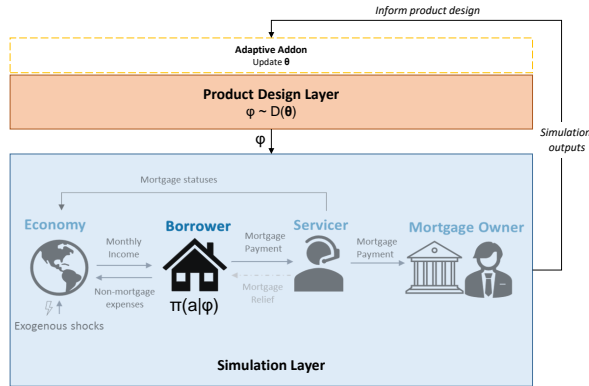 Inform product design
Adaptive Addon
Update θ
Product Design Layer
φ ~ D(θ)
φ
Simulation
outputs
Mortgage statuses
Economy
Borrower
Servicer
Mortgage Owner
Monthly
Income
Mortgage
Payment
Mortgage
Payment
Non-mortgage
expenses
Mortgage
Relief
π(a|φ)
Exogenous shocks
Simulation Layer